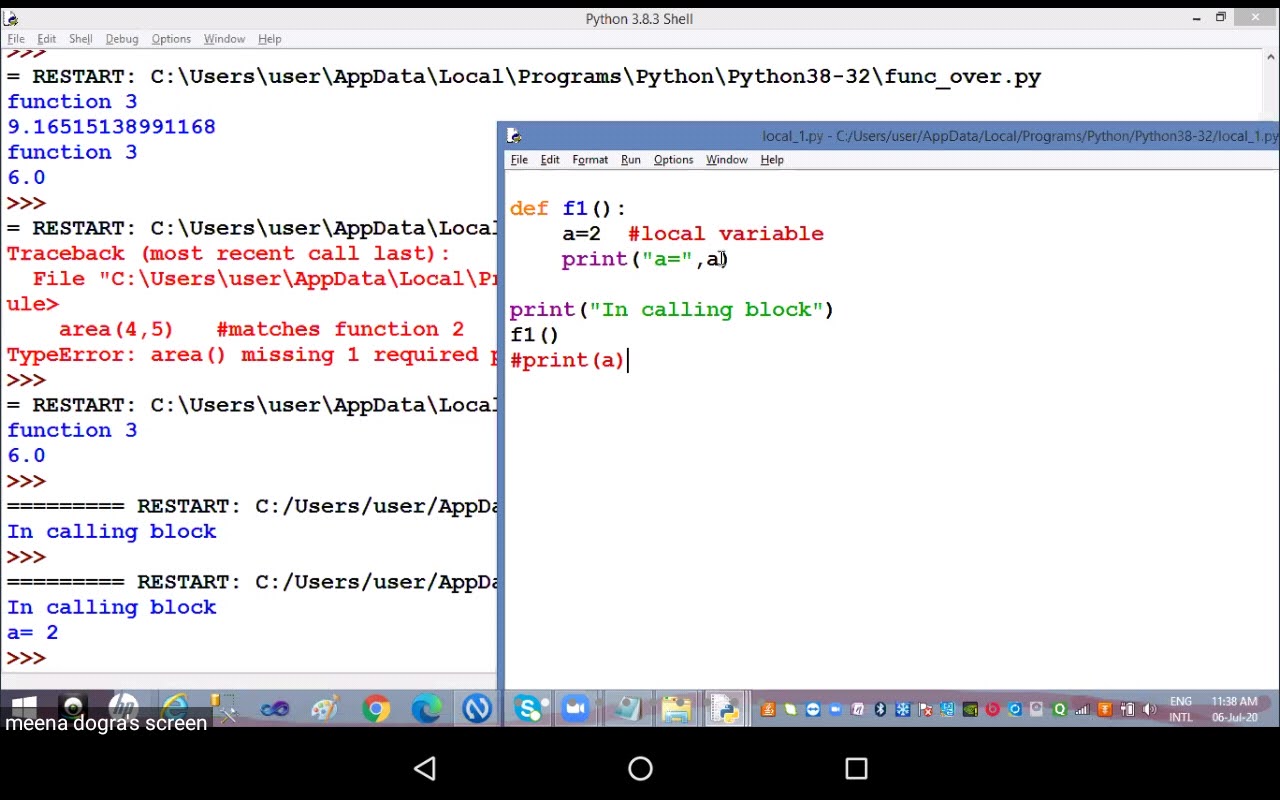 Python 3.8.3 Shell
File Edit Shell Debug Options Window Help
>>>
= RESTART: C:\Users\user\AppData\Local\Programs\Python\Python38-32\func_over.py
function 3
9.16515138991168
function 3
6.0
>>>
= RESTART: C:\Users\user\AppData\Local
Traceback (most recent call last):
  File "C:\Users\user\AppData\Local\Pr
ule>
    area(4,5)   #matches function 2
TypeError: area() missing 1 required p
>>>
= RESTART: C:\Users\user\AppData\Local
function 3
6.0
>>>
========= RESTART: C:/Users/user/AppDa
In calling block
>>>
========= RESTART: C:/Users/user/AppDa
In calling block
a= 2
>>>
local_1.py - C:/Users/user/AppData/Local/Programs/Python/Python38-32/local_1.py
File Edit Format Run Options Window Help
def f1():
    a=2  #local variable
    print("a=",a)
print("In calling block")
f1()
#print(a)
ENG 11:38 AM
INTL 06-Jul-20
meena dogra's screen